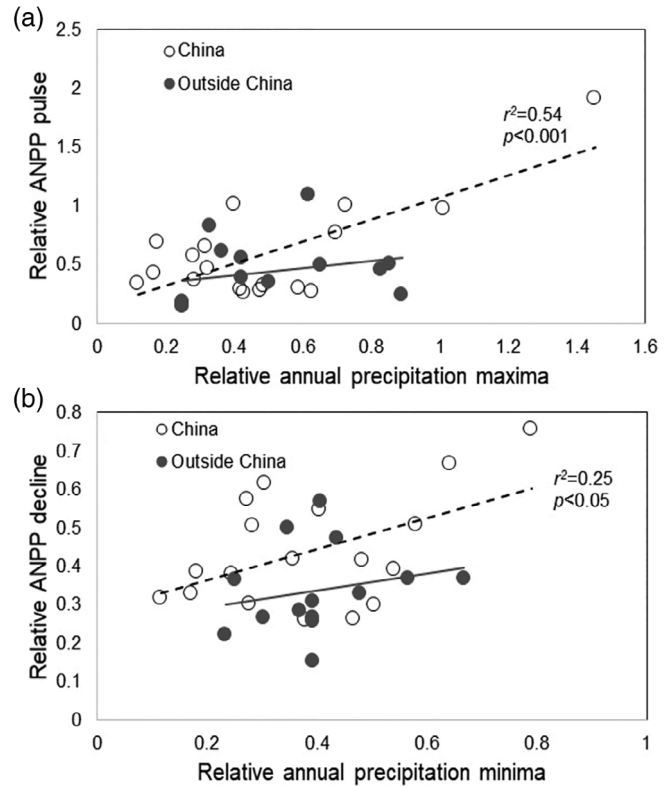 (a)
2.5
2
1.5
1
0.5
0
Relative ANPP pulse
China
Outside China
r²=0.54
p<0.001
0 0.2 0.4 0.6 0.8 1 1.2 1.4 1.6
Relative annual precipitation maxima
(b)
0.8
0.7
0.6
0.5
0.4
0.3
0.2
0.1
0
Relative ANPP decline
China
Outside China
r²=0.25
p<0.05
0 0.2 0.4 0.6 0.8 1
Relative annual precipitation minima